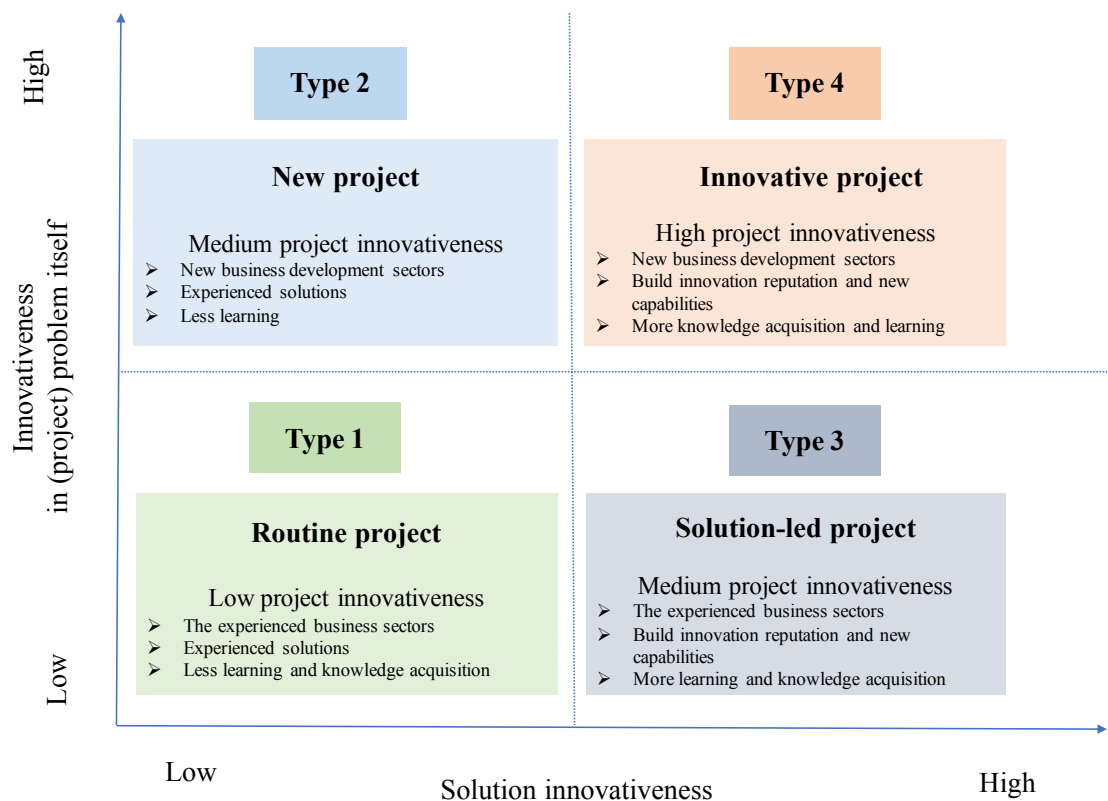 High
Innovativeness
in (project) problem itself
Low
Type 2
New project
Medium project innovativeness
➢ New business development sectors
➢ Experienced solutions
➢ Less learning
Type 4
Innovative project
High project innovativeness
➢ New business development sectors
➢ Build innovation reputation and new
capabilities
➢ More knowledge acquisition and learning
Type 1
Routine project
Low project innovativeness
➢ The experienced business sectors
➢ Experienced solutions
➢ Less learning and knowledge acquisition
Type 3
Solution-led project
Medium project innovativeness
➢ The experienced business sectors
➢ Build innovation reputation and new
capabilities
➢ More learning and knowledge acquisition
Low
Solution innovativeness
High